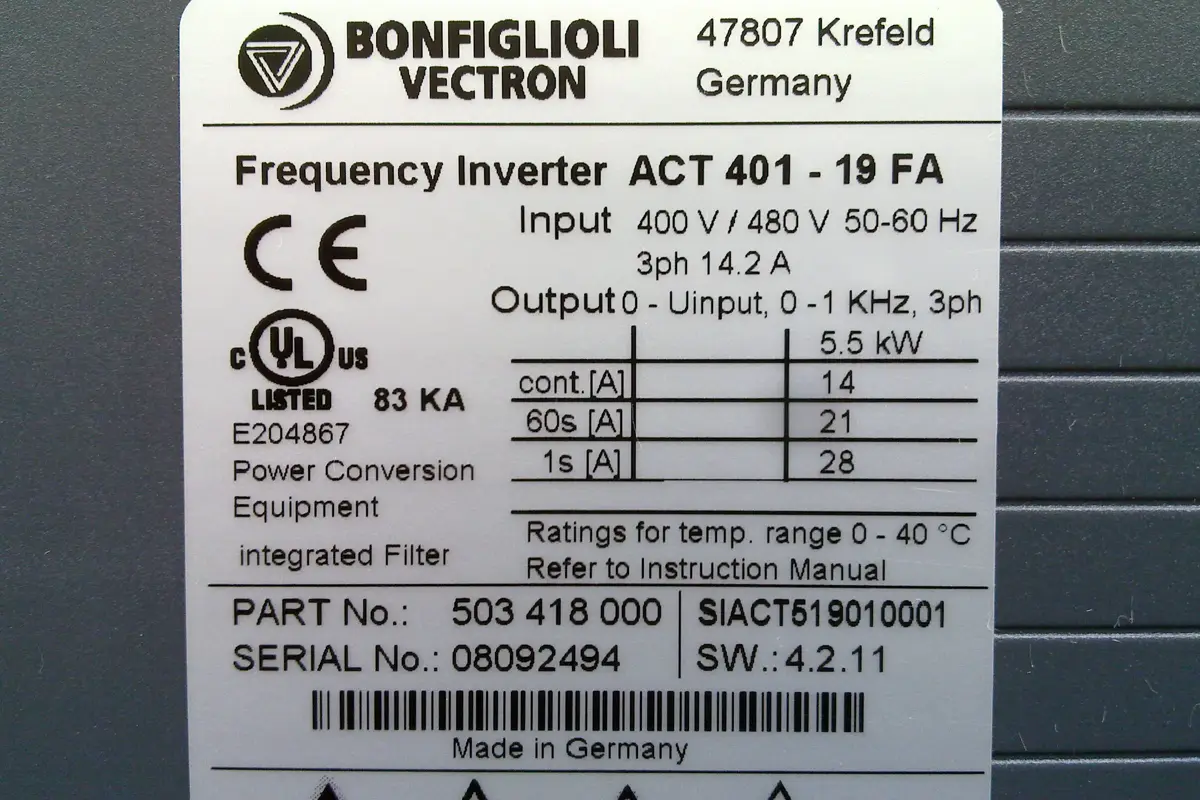 BONFIGLIOLI
VECTRON
47807 Krefeld
Germany
Frequency Inverter ACT 401 - 19 FA
CE
Input 400 V / 480 V 50-60 Hz
3ph 14.2 A
Output 0 - Uinput, 0 -1 KHz, 3ph
5.5 kW
cont.[A] 14
60s [A] 21
1s [A] 28
C UL US
LISTED 83 KA
E204867
Power Conversion
Equipment
integrated Filter
Ratings for temp. range 0 - 40 °C
Refer to Instruction Manual
PART No.: 503 418 000 SIACT519010001
SERIAL No.: 08092494 SW.: 4.2.11
Made in Germany